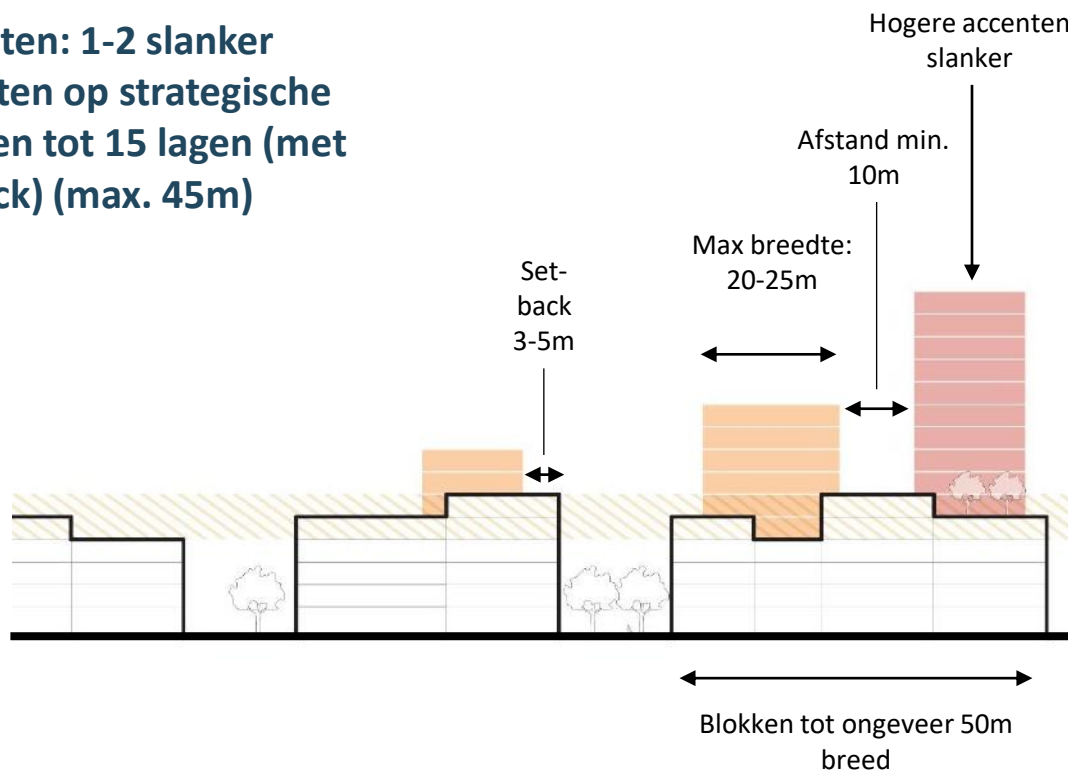 ten: 1-2 slanker
ten op strategische
en tot 15 lagen (met
ck) (max. 45m)
Hogere accenten
slanker
Afstand min.
10m
Max breedte:
20-25m
Set-
back
3-5m
Blokken tot ongeveer 50m
breed